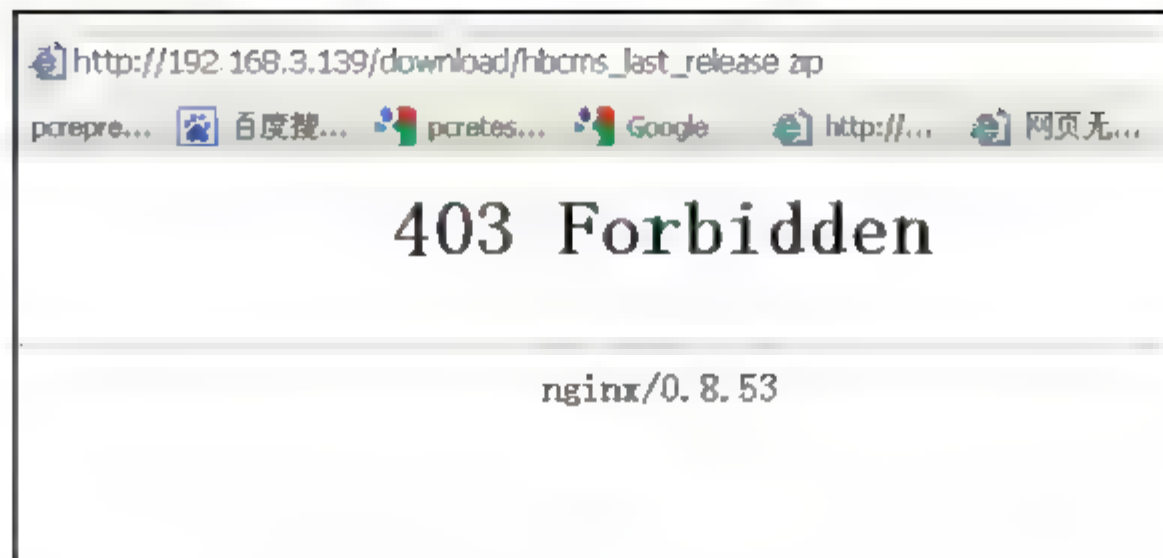 http://192.168.3.139/download/hbcms_last_release.zip
pcrepre... 百度搜... pcretes... Google http://... 网页无...
403 Forbidden
nginx/0.8.53